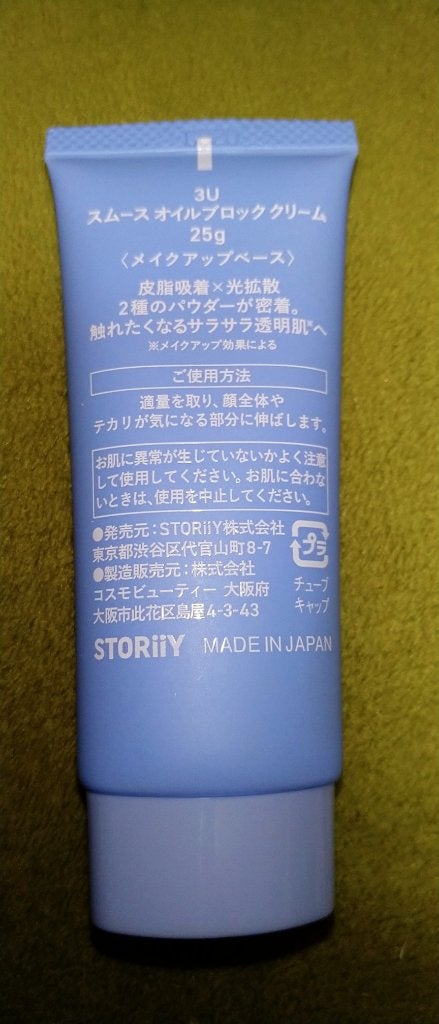 3U
スムース オイルブロック クリーム
25g
〈メイクアップベース〉
皮脂吸着×光拡散
2種のパウダーが密着。
触れたくなるサラサラ透明肌※へ
※メイクアップ効果による
ご使用方法
適量を取り、顔全体や
テカリが気になる部分に伸ばします。
お肌に異常が生じていないかよく注意
して使用してください。お肌に合わな
いときは、使用を中止してください。
●発売元：STORiiY株式会社
東京都渋谷区代官山町8-7
●製造販売元：株式会社
コスモビューティー 大阪府
大阪市此花区島屋4-3-43
プラ
チューブ
キャップ
STORiiY MADE IN JAPAN